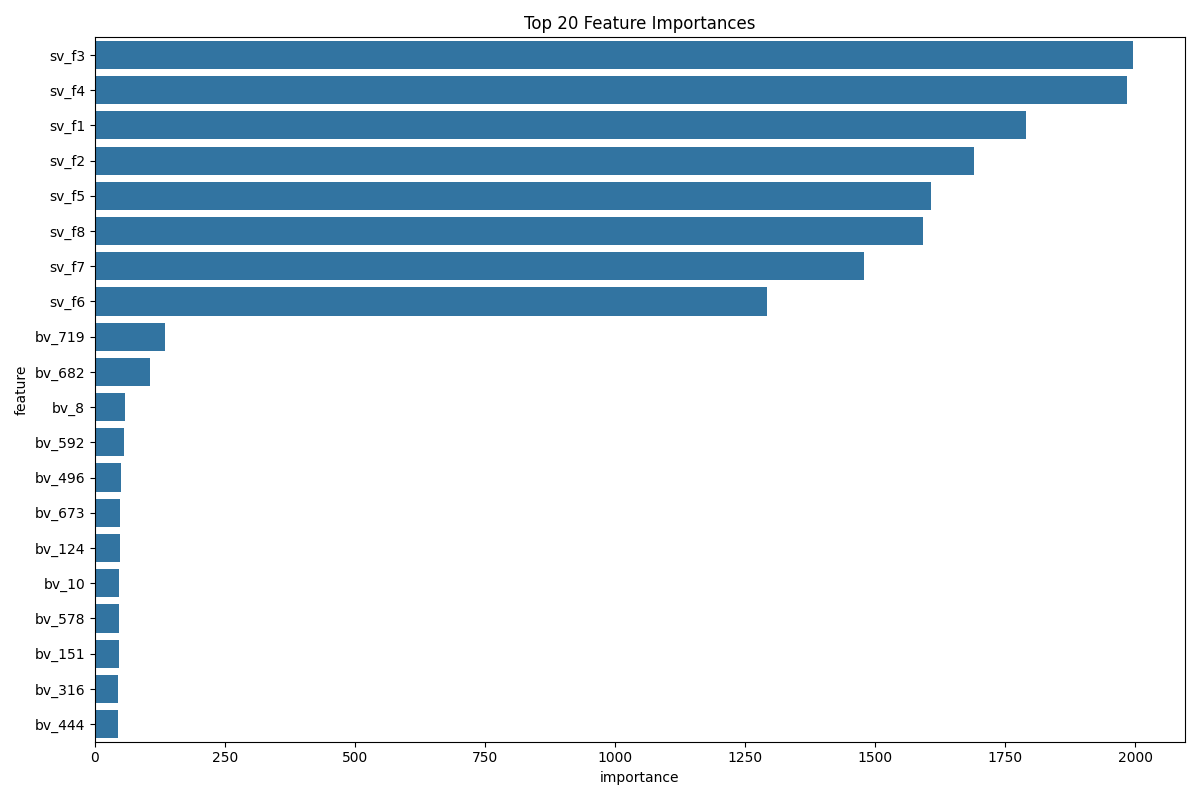 Top 20 Feature Importances
feature
sv_f3
sv_f4
sv_f1
sv_f2
sv_f5
sv_f8
sv_f7
sv_f6
bv_719
bv_682
bv_8
bv_592
bv_496
bv_673
bv_124
bv_10
bv_578
bv_151
bv_316
bv_444
0 250 500 750 1000 1250 1500 1750 2000
importance